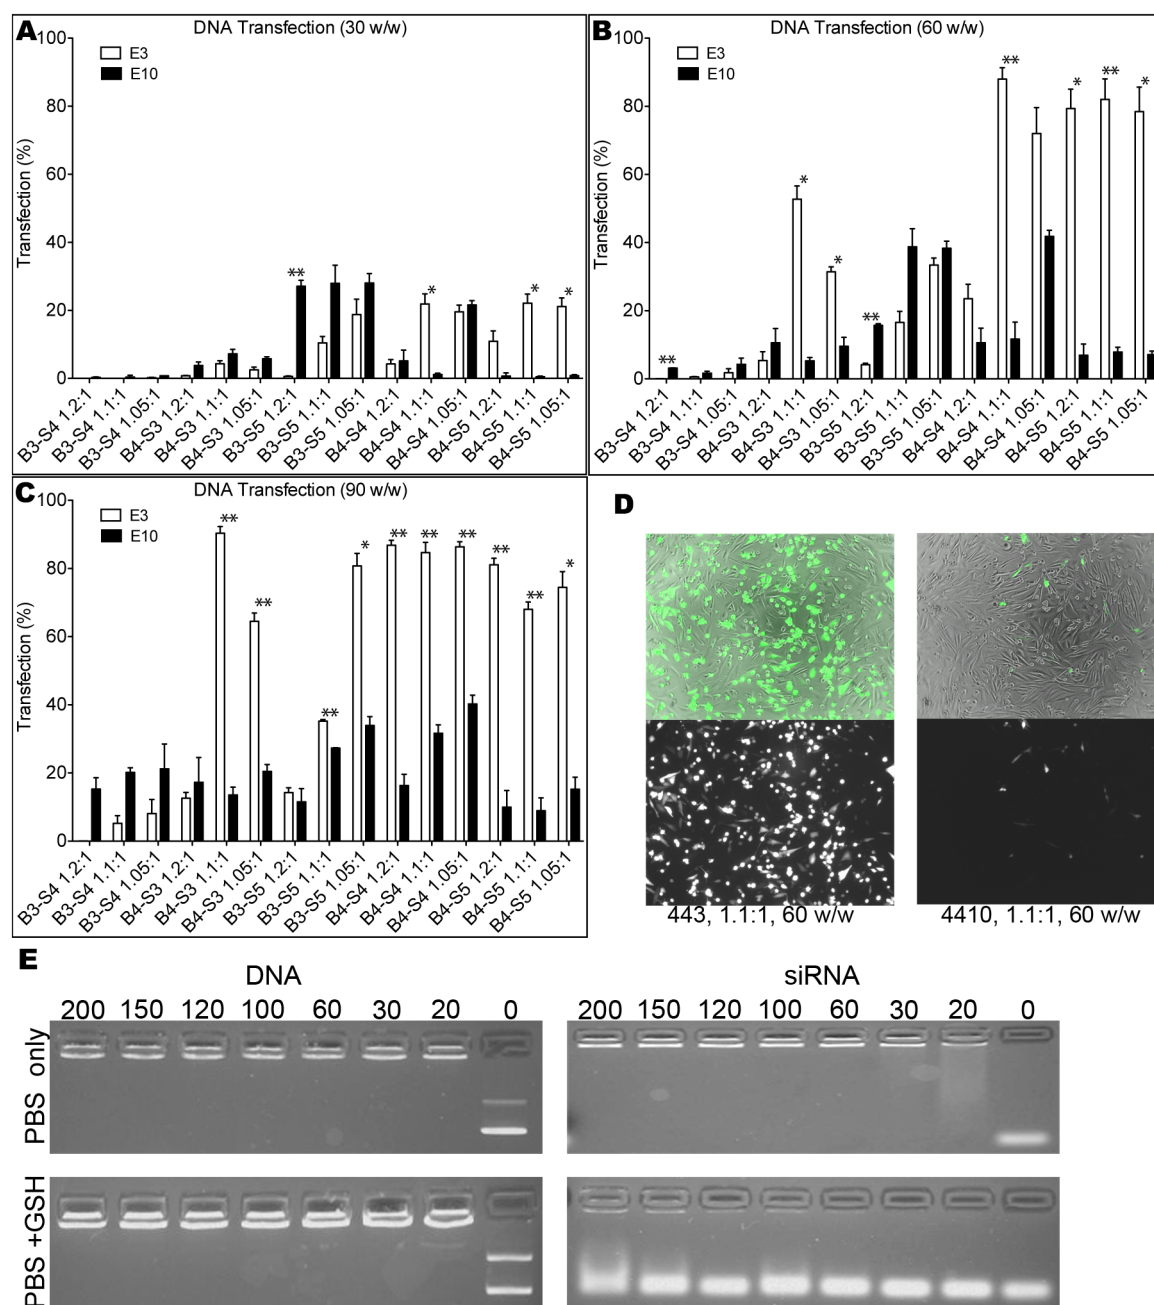 A
DNA Transfection (30 w/w)
E3
E10
Transfection (%)
100
80
60
40
20
0
** * * *
B3-S4 1.2:1
B3-S4 1.1:1
B3-S4 1.05:1
B4-S3 1.2:1
B4-S3 1.1:1
B4-S3 1.05:1
B3-S5 1.2:1
B3-S5 1.1:1
B3-S5 1.05:1
B4-S4 1.2:1
B4-S4 1.1:1
B4-S4 1.05:1
B4-S5 1.2:1
B4-S5 1.1:1
B4-S5 1.05:1
B
DNA Transfection (60 w/w)
E3
E10
Transfection (%)
100
80
60
40
20
0
** * * ** ** * ** *
B3-S4 1.2:1
B3-S4 1.1:1
B3-S4 1.05:1
B4-S3 1.2:1
B4-S3 1.1:1
B4-S3 1.05:1
B3-S5 1.2:1
B3-S5 1.1:1
B3-S5 1.05:1
B4-S4 1.2:1
B4-S4 1.1:1
B4-S4 1.05:1
B4-S5 1.2:1
B4-S5 1.1:1
B4-S5 1.05:1
C
DNA Transfection (90 w/w)
E3
E10
Transfection (%)
100
80
60
40
20
0
** ** ** * ** ** ** ** ** *
B3-S4 1.2:1
B3-S4 1.1:1
B3-S4 1.05:1
B4-S3 1.2:1
B4-S3 1.1:1
B4-S3 1.05:1
B3-S5 1.2:1
B3-S5 1.1:1
B3-S5 1.05:1
B4-S4 1.2:1
B4-S4 1.1:1
B4-S4 1.05:1
B4-S5 1.2:1
B4-S5 1.1:1
B4-S5 1.05:1
D
443, 1.1:1, 60 w/w
4410, 1.1:1, 60 w/w
E
DNA
200 150 120 100 60 30 20 0
siRNA
200 150 120 100 60 30 20 0
PBS only
PBS +GSH